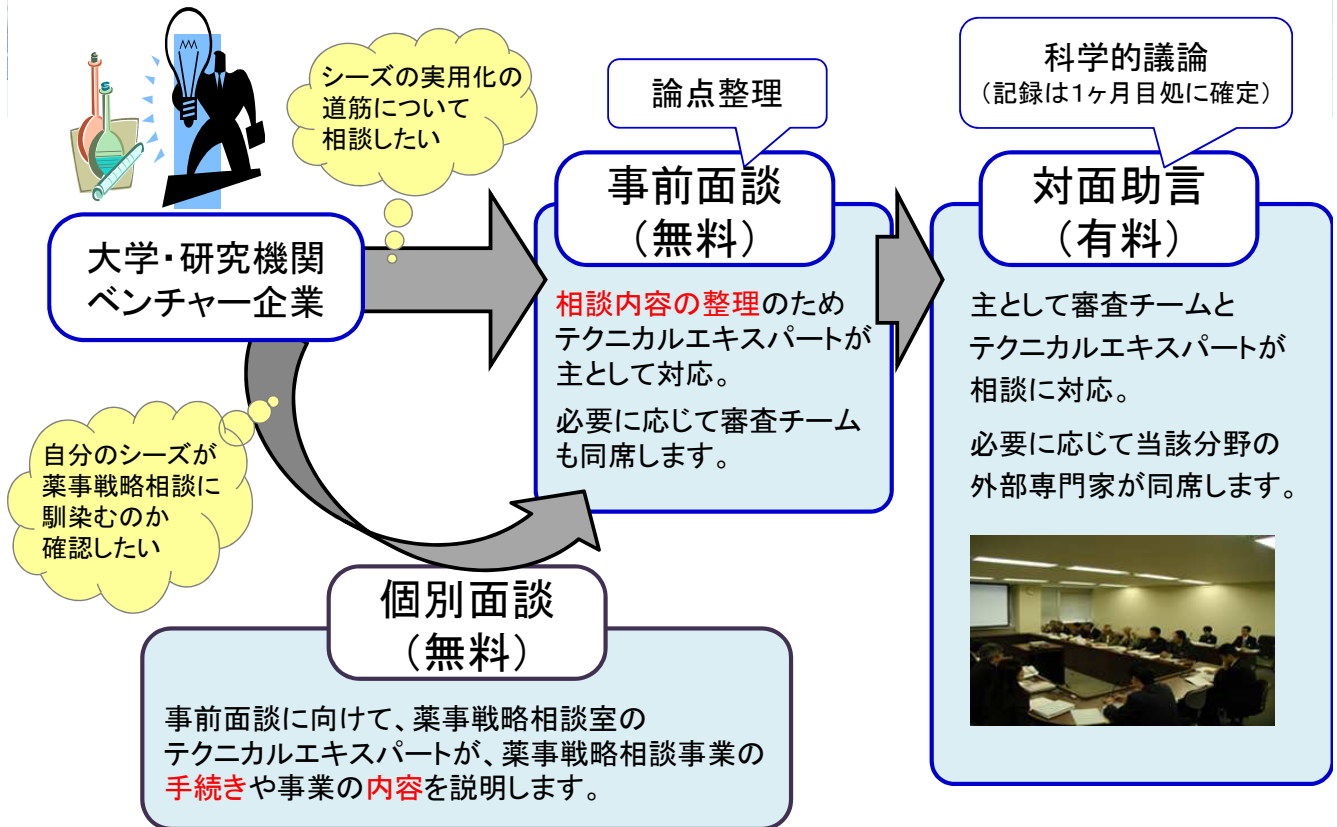 シーズの実用化の
道筋について
相談したい
論点整理
科学的議論
(記録は1ヶ月目処に確定)
大学・研究機関
ベンチャー企業
事前面談
(無料)
相談内容の整理のため
テクニカルエキスパートが
主として対応。
必要に応じて審査チーム
も同席します。
対面助言
(有料)
主として審査チームと
テクニカルエキスパートが
相談に対応。
必要に応じて当該分野の
外部専門家が同席します。
自分のシーズが
薬事戦略相談に
馴染むのか
確認したい
個別面談
(無料)
事前面談に向けて、薬事戦略相談室の
テクニカルエキスパートが、薬事戦略相談事業の
手続きや事業の内容を説明します。